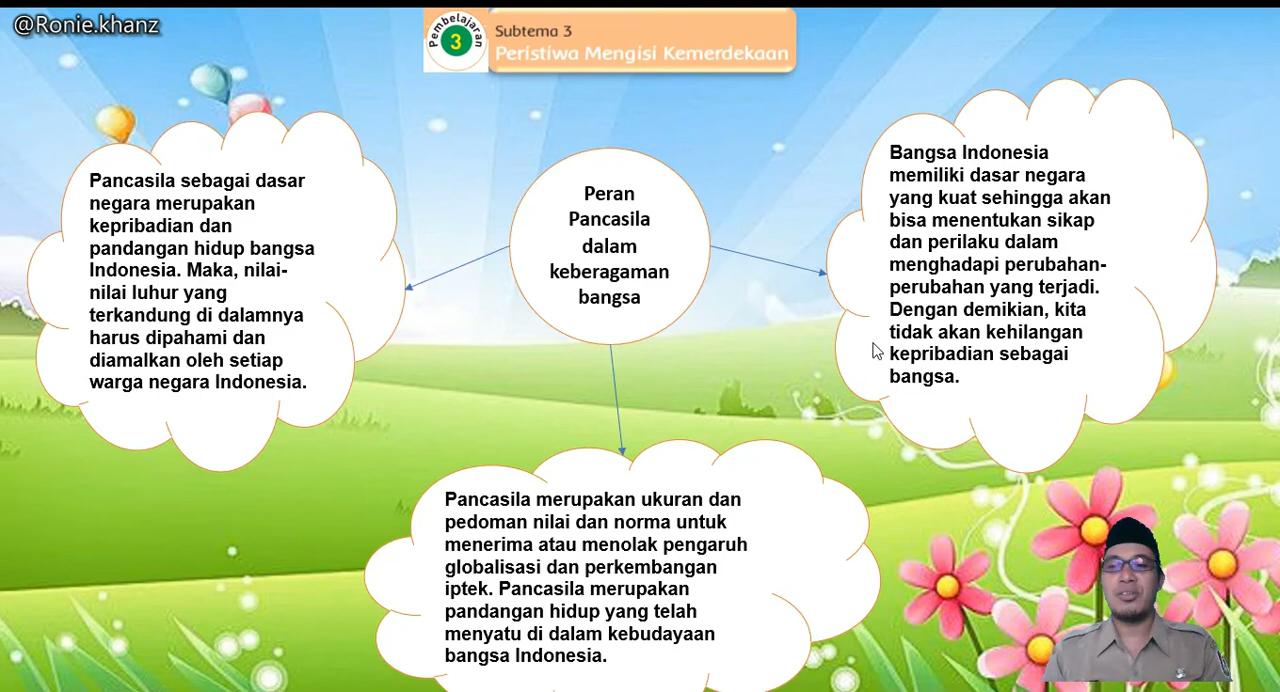 @Ronie.khanz
Pembelajaran
3
Subtema 3
Peristiwa Mengisi Kemerdekaan
Peran
Pancasila
dalam
keberagaman
bangsa
Pancasila sebagai dasar
negara merupakan
kepribadian dan
pandangan hidup bangsa
Indonesia. Maka, nilai-
nilai luhur yang
terkandung di dalamnya
harus dipahami dan
diamalkan oleh setiap
warga negara Indonesia.
Bangsa Indonesia
memiliki dasar negara
yang kuat sehingga akan
bisa menentukan sikap
dan perilaku dalam
menghadapi perubahan-
perubahan yang terjadi.
Dengan demikian, kita
tidak akan kehilangan
kepribadian sebagai
bangsa.
Pancasila merupakan ukuran dan
pedoman nilai dan norma untuk
menerima atau menolak pengaruh
globalisasi dan perkembangan
iptek. Pancasila merupakan
pandangan hidup yang telah
menyatu di dalam kebudayaan
bangsa Indonesia.